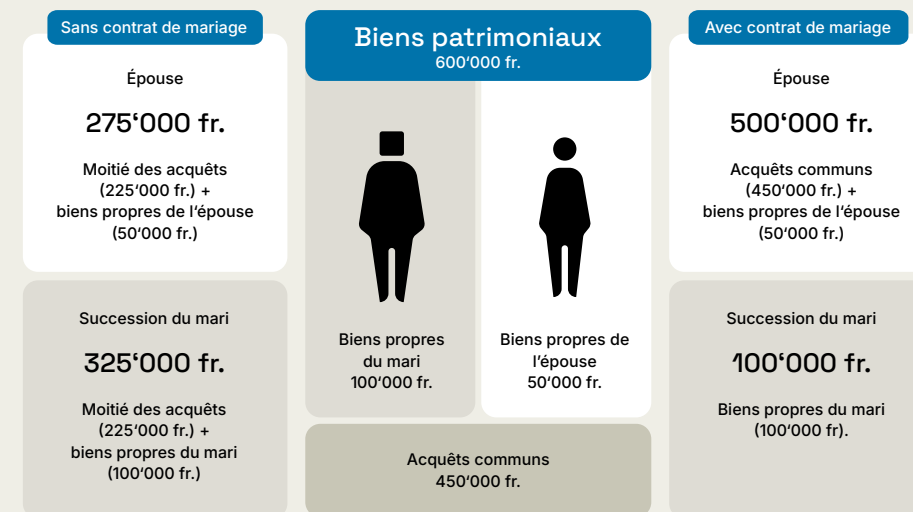 Sans contrat de mariage
Épouse
275‘000 fr.
Moitié des acquêts
(225‘000 fr.) +
biens propres de l‘épouse
(50‘000 fr.)
Succession du mari
325‘000 fr.
Moitié des acquêts
(225‘000 fr.) +
biens propres du mari
(100‘000 fr.)
Biens patrimoniaux
600‘000 fr.
Biens propres
du mari
100‘000 fr.
Biens propres de
l‘épouse
50‘000 fr.
Acquêts communs
450‘000 fr.
Avec contrat de mariage
Épouse
500‘000 fr.
Acquêts communs
(450‘000 fr.) +
biens propres de l‘épouse
(50‘000 fr.)
Succession du mari
100‘000 fr.
Biens propres du mari
(100‘000 fr).